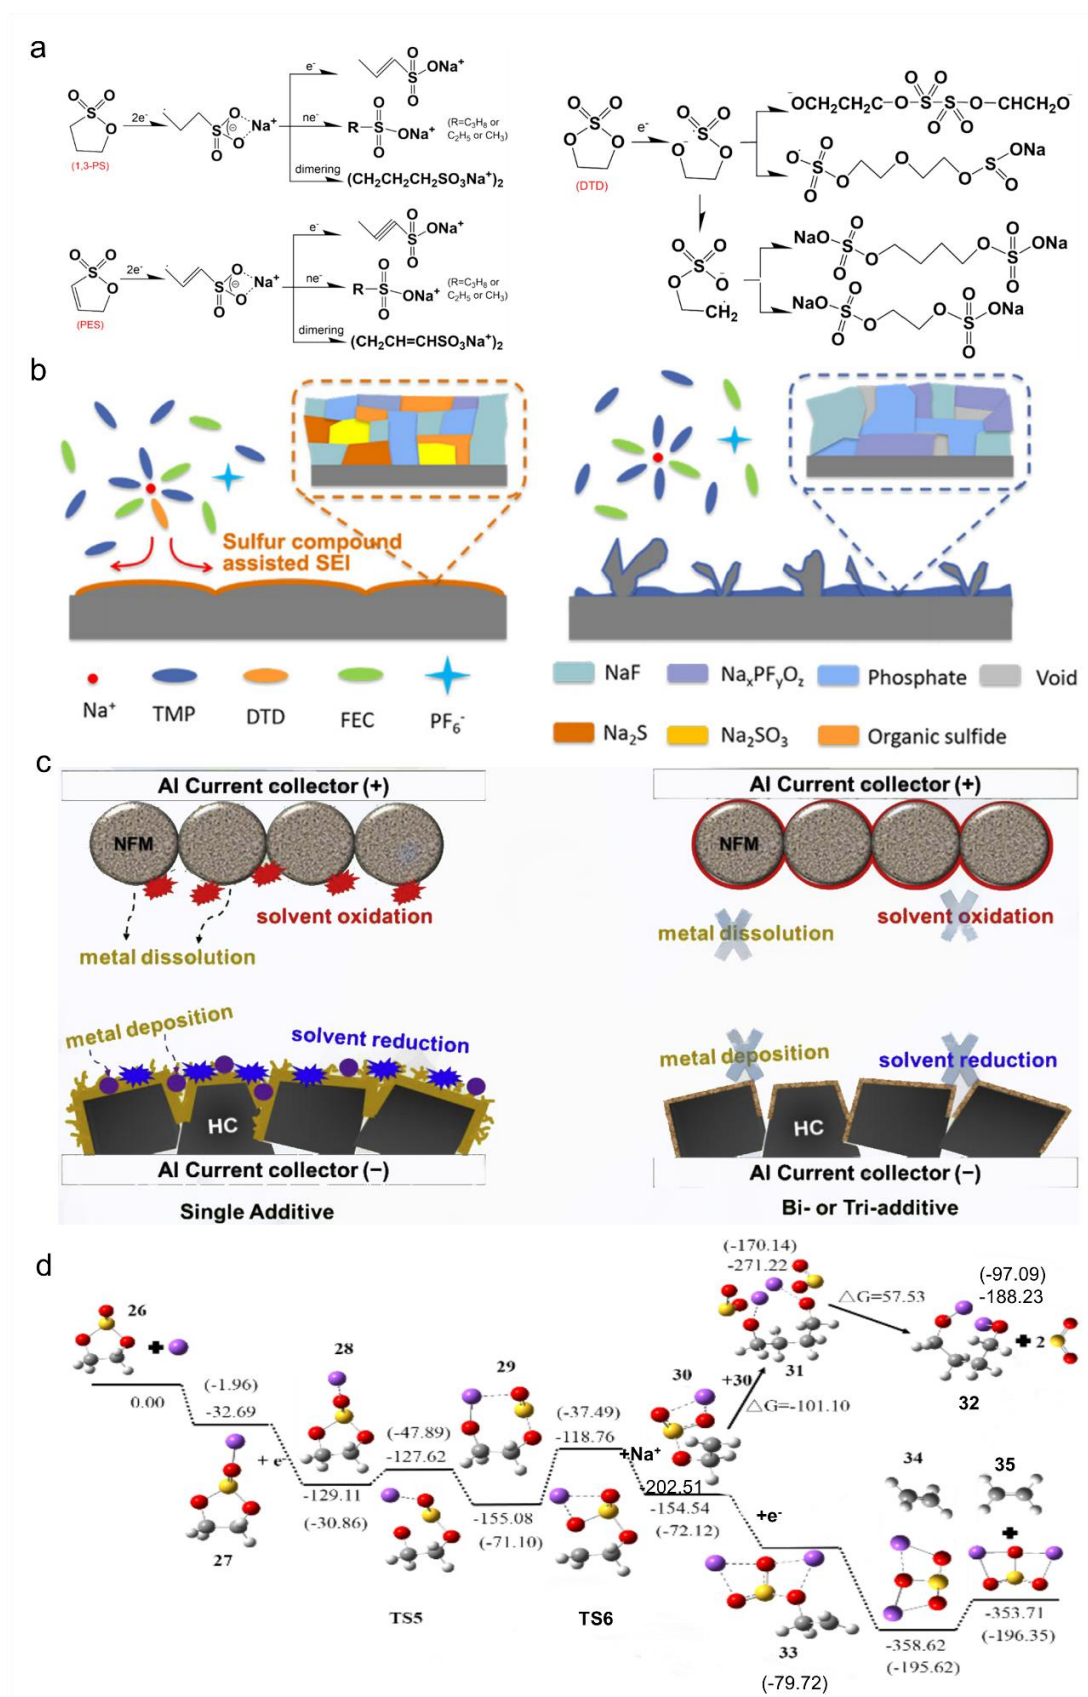 a
O O
S
O
(1,3-PS)
2e⁻
O
S
O
O
⊖
Na⁺
e⁻
O
S
O
ONa⁺
ne⁻
R
O
S
O
ONa⁺
(R=C₃H₈ or
C₂H₅ or CH₃)
dimering
(CH₂CH₂CH₂SO₃Na⁺)₂
O O
S
O
(PES)
2e⁻
O
S
O
O
⊖
Na⁺
e⁻
O
S
O
ONa⁺
ne⁻
R
O
S
O
ONa⁺
(R=C₃H₈ or
C₂H₅ or CH₃)
dimering
(CH₂CH=CHSO₃Na⁺)₂
O O
S
O O
(DTD)
e⁻
O O
S
O⁻ O
⁻OCH₂CH₂C O S S O CHCH₂O⁻
O O O O
O O
S
O O O O
ONa
S
O
O O
S
O O⁻
ĊH₂
NaO
O
S
O
O O
O
S
O
ONa
NaO
O
S
O
O O
O
S
O
ONa
b
Sulfur compound
assisted SEI
Na⁺
TMP
DTD
FEC
PF₆⁻
NaF
NaₓPFᵧO_z
Phosphate
Void
Na₂S
Na₂SO₃
Organic sulfide
c
Al Current collector (+)
NFM
solvent oxidation
metal dissolution
metal deposition
solvent reduction
HC
Al Current collector (−)
Single Additive
Al Current collector (+)
NFM
solvent oxidation
metal dissolution
metal deposition
solvent reduction
HC
Al Current collector (−)
Bi- or Tri-additive
d
26
0.00
(-1.96)
-32.69
27
+ e⁻
28
-129.11
(-30.86)
(-47.89)
-127.62
TS5
29
-155.08
(-71.10)
(-37.49)
-118.76
TS6
+Na⁺
30
-202.51
-154.54
(-72.12)
+30
△G=-101.10
(-170.14)
-271.22
31
△G=57.53
(-97.09)
-188.23
+ 2
32
+e⁻
33
(-79.72)
34
-358.62
(-195.62)
35
-353.71
(-196.35)